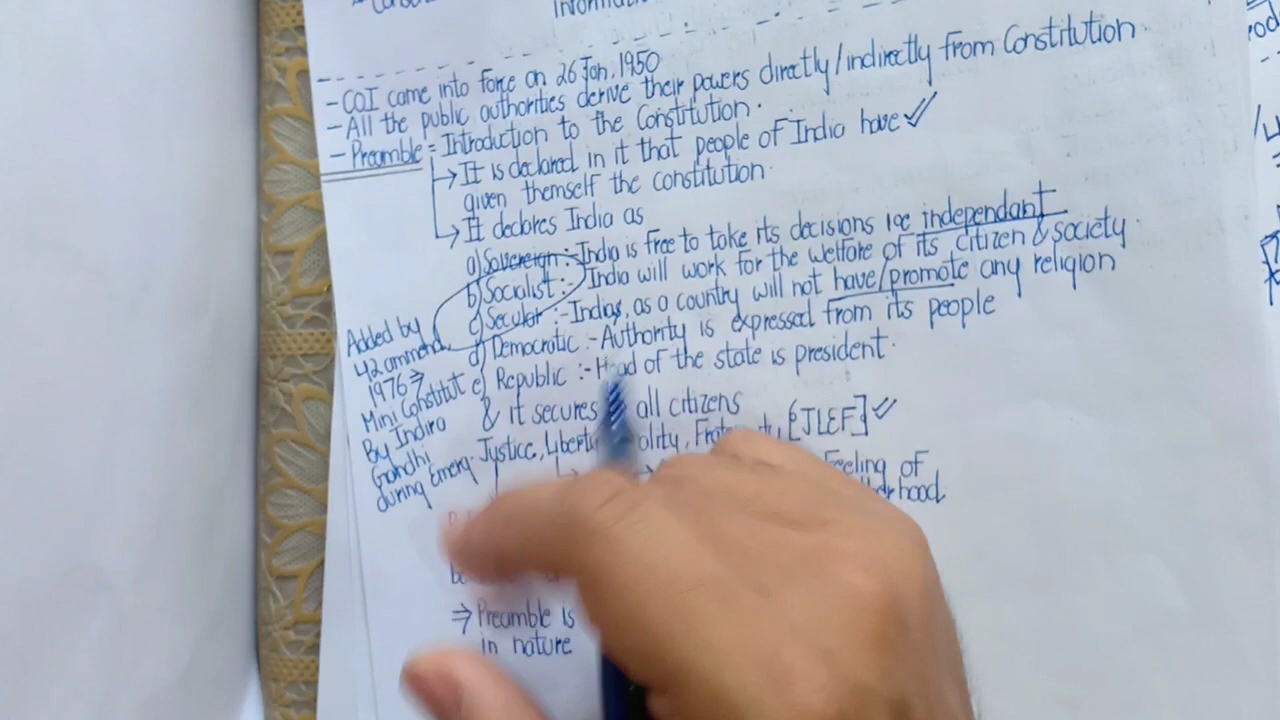 - COI came into force on 26 Jan, 1950
- All the public authorities derive their powers directly/indirectly from Constitution.
- Preamble = Introduction to the Constitution.
↳ It is declared in it that people of India have ✓
given themself the constitution.
↳ It declares India as
a) Sovereign :- India is free to take its decisions ie independant
b) Socialist :- India will work for the welfare of its citizen & society.
c) Secular :- India, as a country will not have/promote any religion
d) Democratic :- Authority is expressed from its people
e) Republic :- Head of the state is president.
Added by
42 ammend.
1976 ⇒
Mini Constitut
By Indira
Gandhi
during Emerg.
& it secures all citizens
Justice, [JLEF] ✓
Feeling of
hood
⇒ Preamble is
in nature